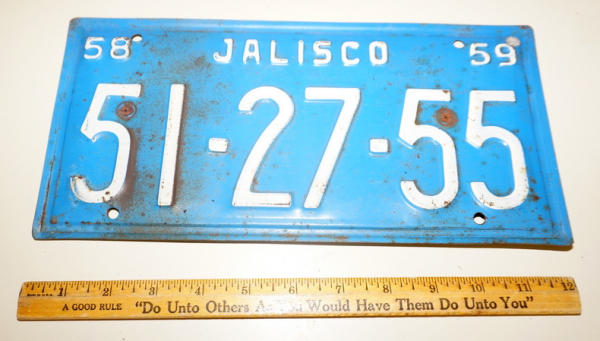 58 JALISCO 59
51-27-55
1 2 3 4 5 6 7 8 9 10 11 12
A GOOD RULE "Do Unto Others As You Would Have Them Do Unto You"